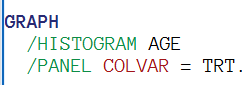 GRAPH
/HISTOGRAM AGE
/PANEL COLVAR = TRT.